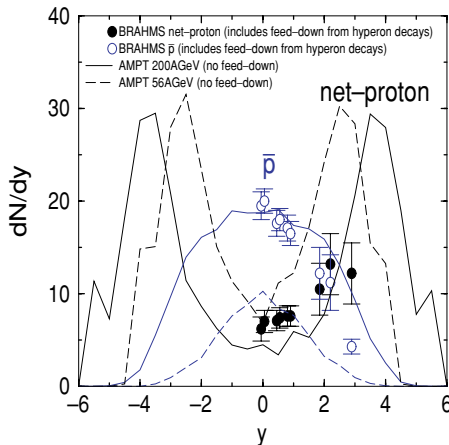 BRAHMS net−proton (includes feed−down from hyperon decays)
BRAHMS p̅ (includes feed−down from hyperon decays)
AMPT 200AGeV (no feed−down)
AMPT 56AGeV (no feed−down)
net−proton
p̅
40
30
20
10
0
dN/dy
−6 −4 −2 0 2 4 6
y